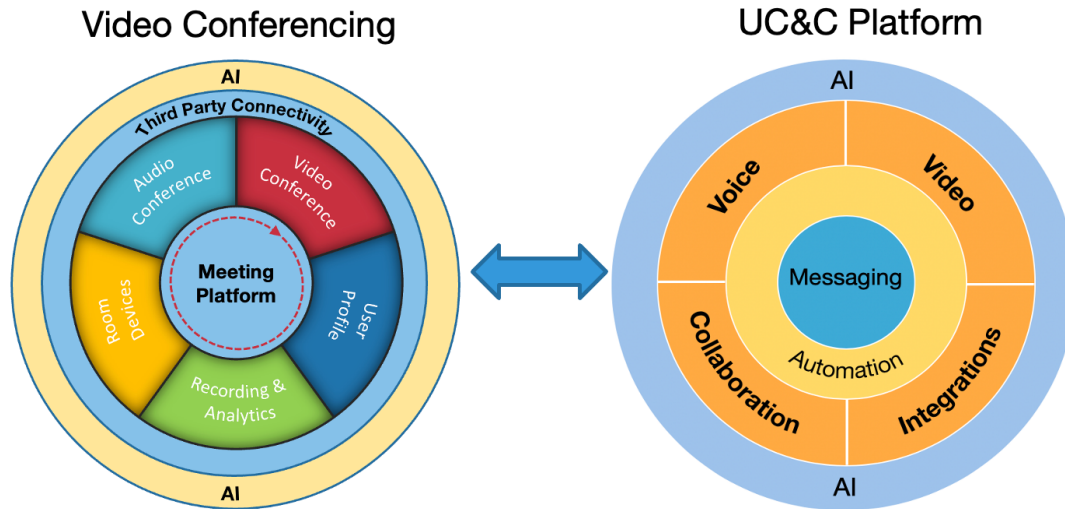 Video Conferencing
AI
Third Party Connectivity
Audio
Conference
Video
Conference
Meeting
Platform
Room
Devices
User
Profile
Recording &
Analytics
AI
UC&C Platform
AI
Voice
Video
Messaging
Automation
Collaboration
Integrations
AI